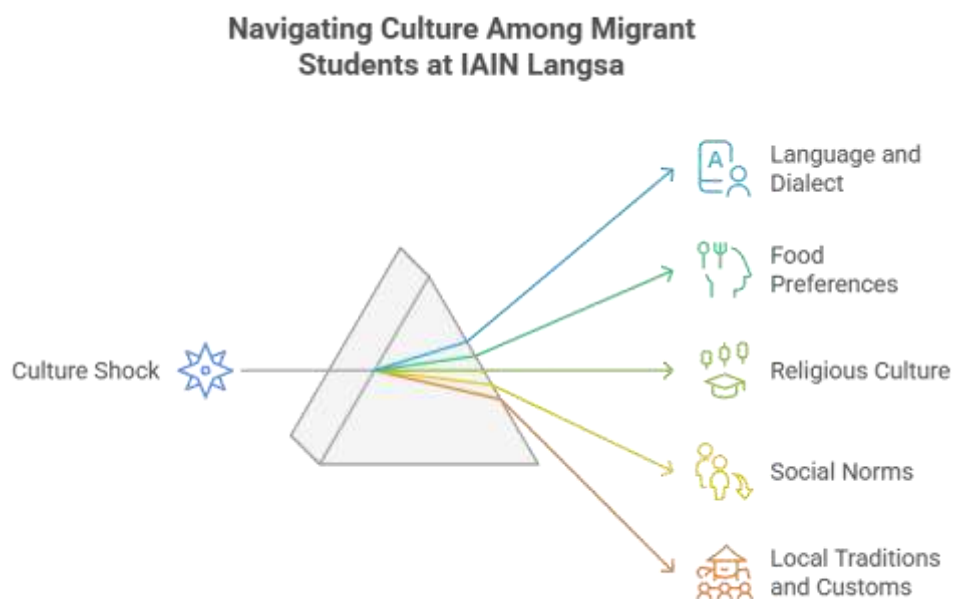 Navigating Culture Among Migrant
Students at IAIN Langsa
A
Language and
Dialect
Food
Preferences
Culture Shock
Religious Culture
Social Norms
Local Traditions
and Customs